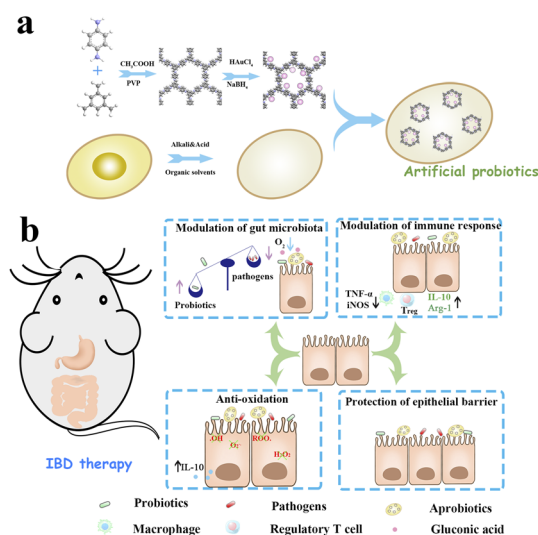 a
+
CH₃COOH
PVP
HAuCl₄
NaBH₄
Alkali&Acid
Organic solvents
Artificial probiotics
b
Modulation of gut microbiota
O₂
pathogens
Probiotics
Modulation of immune response
TNF-α
iNOS
Treg
IL-10
Arg-1
Anti-oxidation
.OH
O₂⁻
ROO.
H₂O₂
IL-10
Protection of epithelial barrier
IBD therapy
Probiotics
Pathogens
Aprobiotics
Macrophage
Regulatory T cell
Gluconic acid